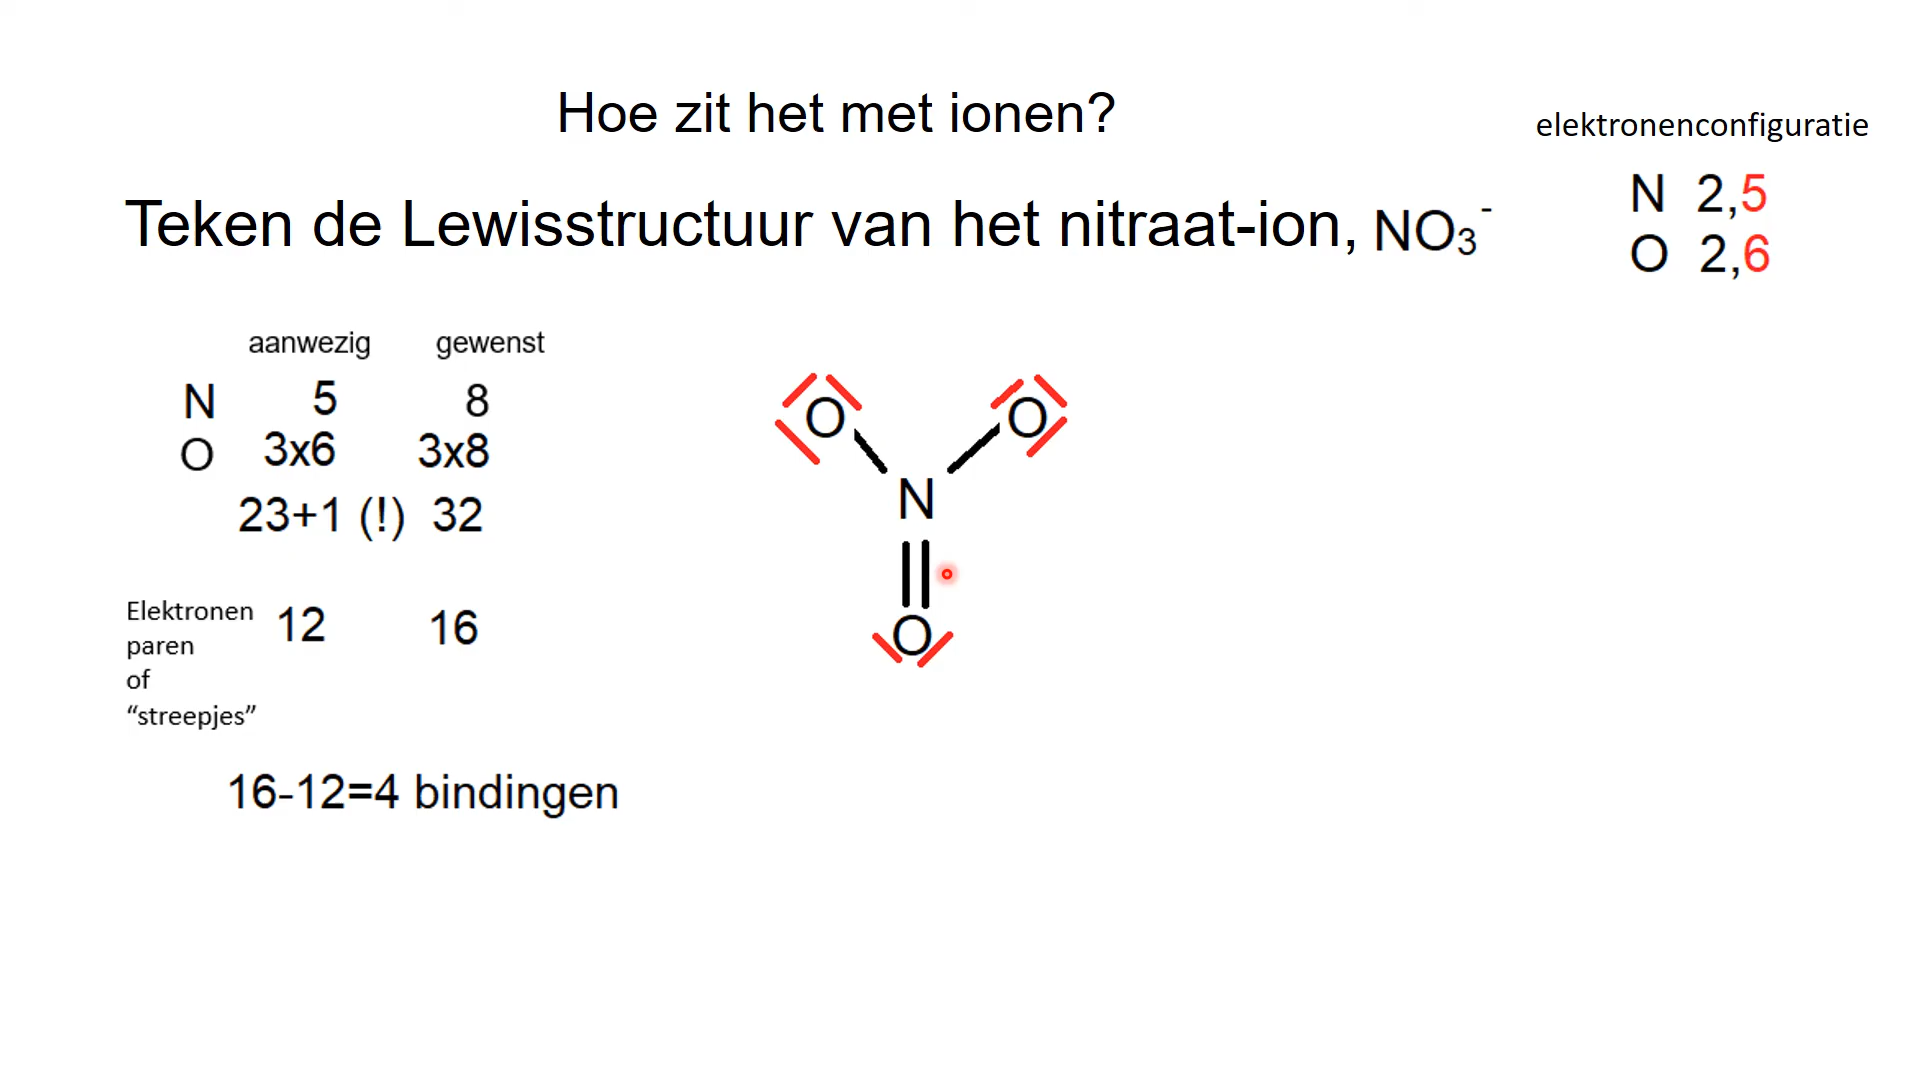 Hoe zit het met ionen?
elektronenconfiguratie
Teken de Lewisstructuur van het nitraat-ion, NO₃⁻
N 2,5
O 2,6
aanwezig gewenst
N 5 8
O 3x6 3x8
23+1 (!) 32
Elektronen
paren
of
“streepjes”
12 16
16-12=4 bindingen
O O
N
O